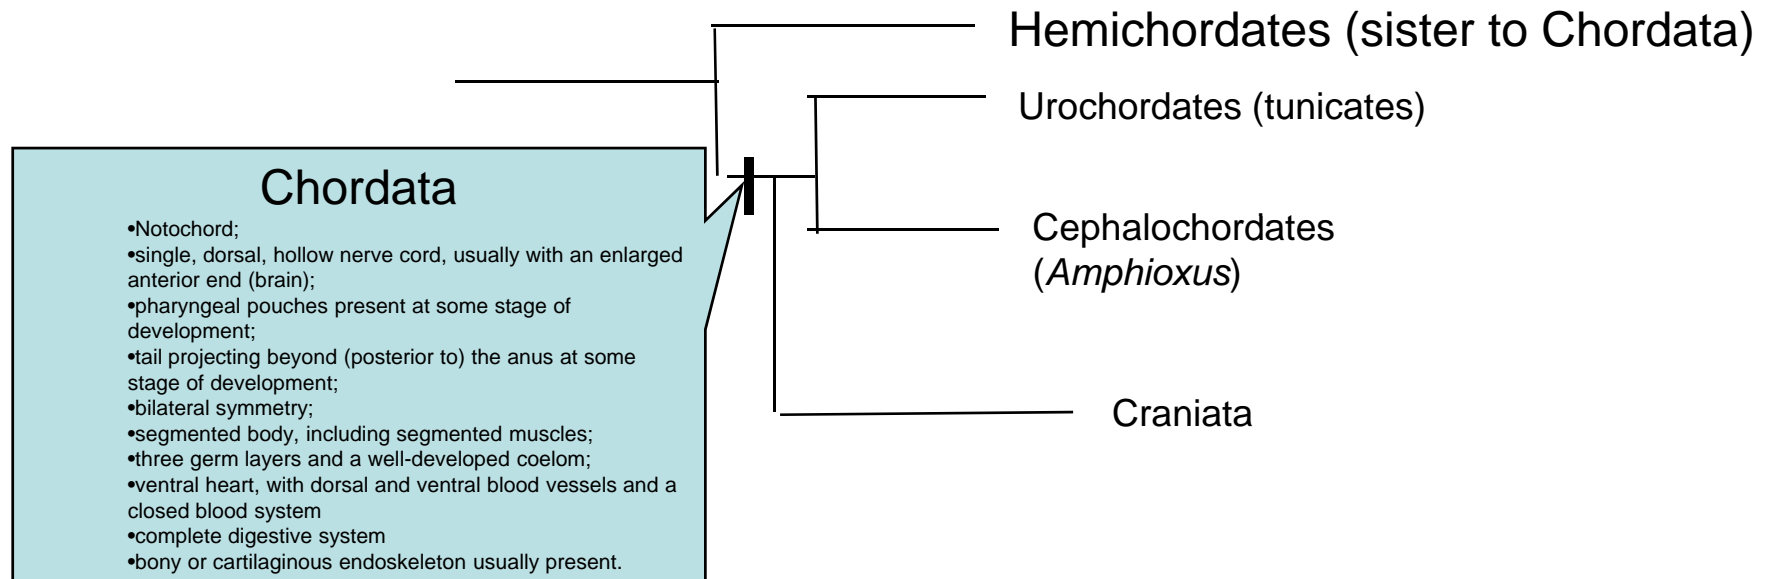 Hemichordates (sister to Chordata)
Urochordates (tunicates)
Chordata
•Notochord;
•single, dorsal, hollow nerve cord, usually with an enlarged
anterior end (brain);
•pharyngeal pouches present at some stage of
development;
•tail projecting beyond (posterior to) the anus at some
stage of development;
•bilateral symmetry;
•segmented body, including segmented muscles;
•three germ layers and a well-developed coelom;
•ventral heart, with dorsal and ventral blood vessels and a
closed blood system
•complete digestive system
•bony or cartilaginous endoskeleton usually present.
Cephalochordates
(Amphioxus)
Craniata